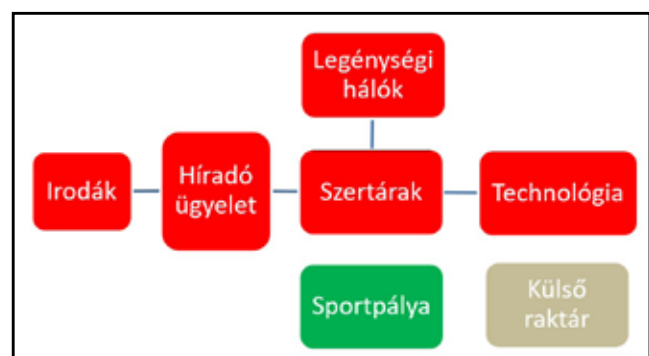 Legénységi
hálók
Irodák
Híradó
ügyelet
Szertárak
Technológia
Sportpálya
Külső
raktár